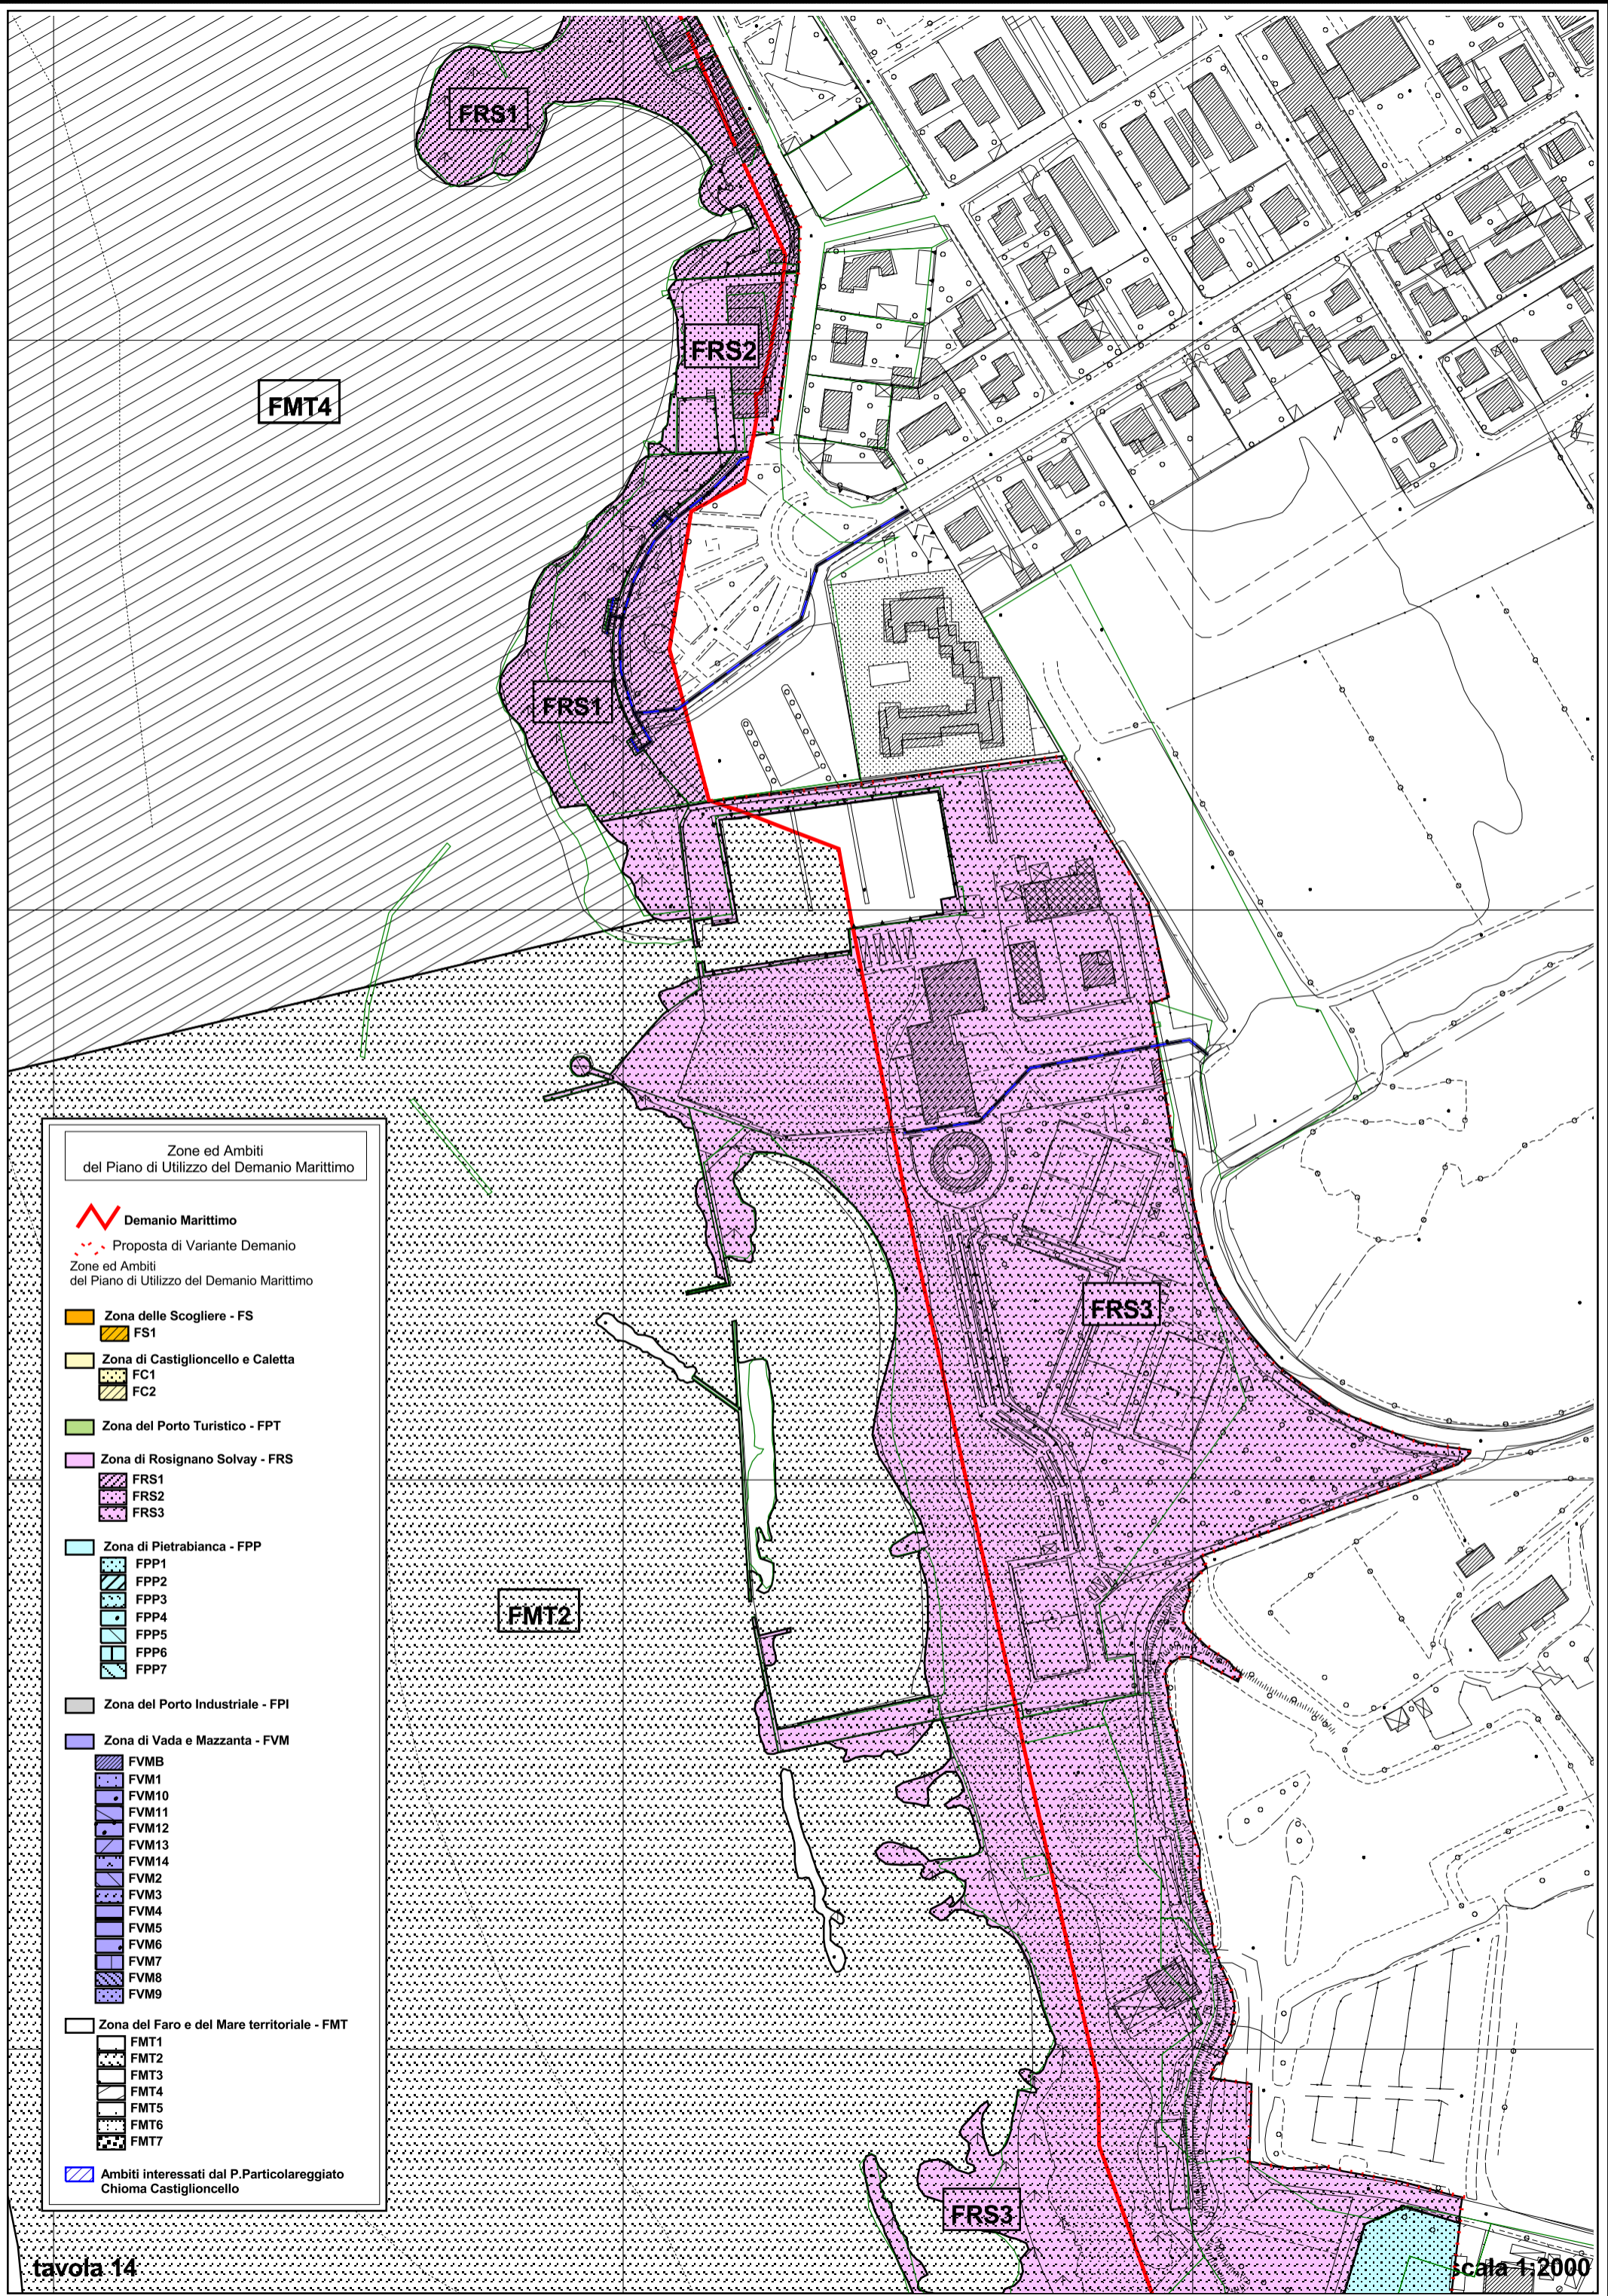 FRS1
FRS2
FMT4
FRS1
FRS3
FMT2
FRS3
Zone ed Ambiti
del Piano di Utilizzo del Demanio Marittimo
Demanio Marittimo
Proposta di Variante Demanio
Zone ed Ambiti
del Piano di Utilizzo del Demanio Marittimo
Zona delle Scogliere - FS
FS1
Zona di Castiglioncello e Caletta
FC1
FC2
Zona del Porto Turistico - FPT
Zona di Rosignano Solvay - FRS
FRS1
FRS2
FRS3
Zona di Pietrabianca - FPP
FPP1
FPP2
FPP3
FPP4
FPP5
FPP6
FPP7
Zona del Porto Industriale - FPI
Zona di Vada e Mazzanta - FVM
FVMB
FVM1
FVM10
FVM11
FVM12
FVM13
FVM14
FVM2
FVM3
FVM4
FVM5
FVM6
FVM7
FVM8
FVM9
Zona del Faro e del Mare territoriale - FMT
FMT1
FMT2
FMT3
FMT4
FMT5
FMT6
FMT7
Ambiti interessati dal P.Particolareggiato
Chioma Castiglioncello
tavola 14
scala 1:2000